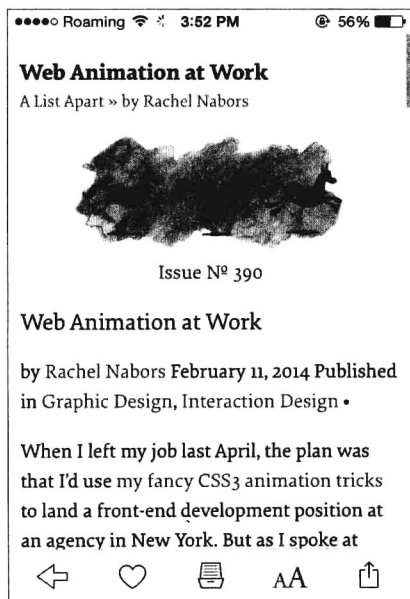 Roaming 3:52 PM 56%
Web Animation at Work
A List Apart » by Rachel Nabors
Issue № 390
Web Animation at Work
by Rachel Nabors February 11, 2014 Published
in Graphic Design, Interaction Design •
When I left my job last April, the plan was
that I'd use my fancy CSS3 animation tricks
to land a front-end development position at
an agency in New York. But as I spoke at
AA